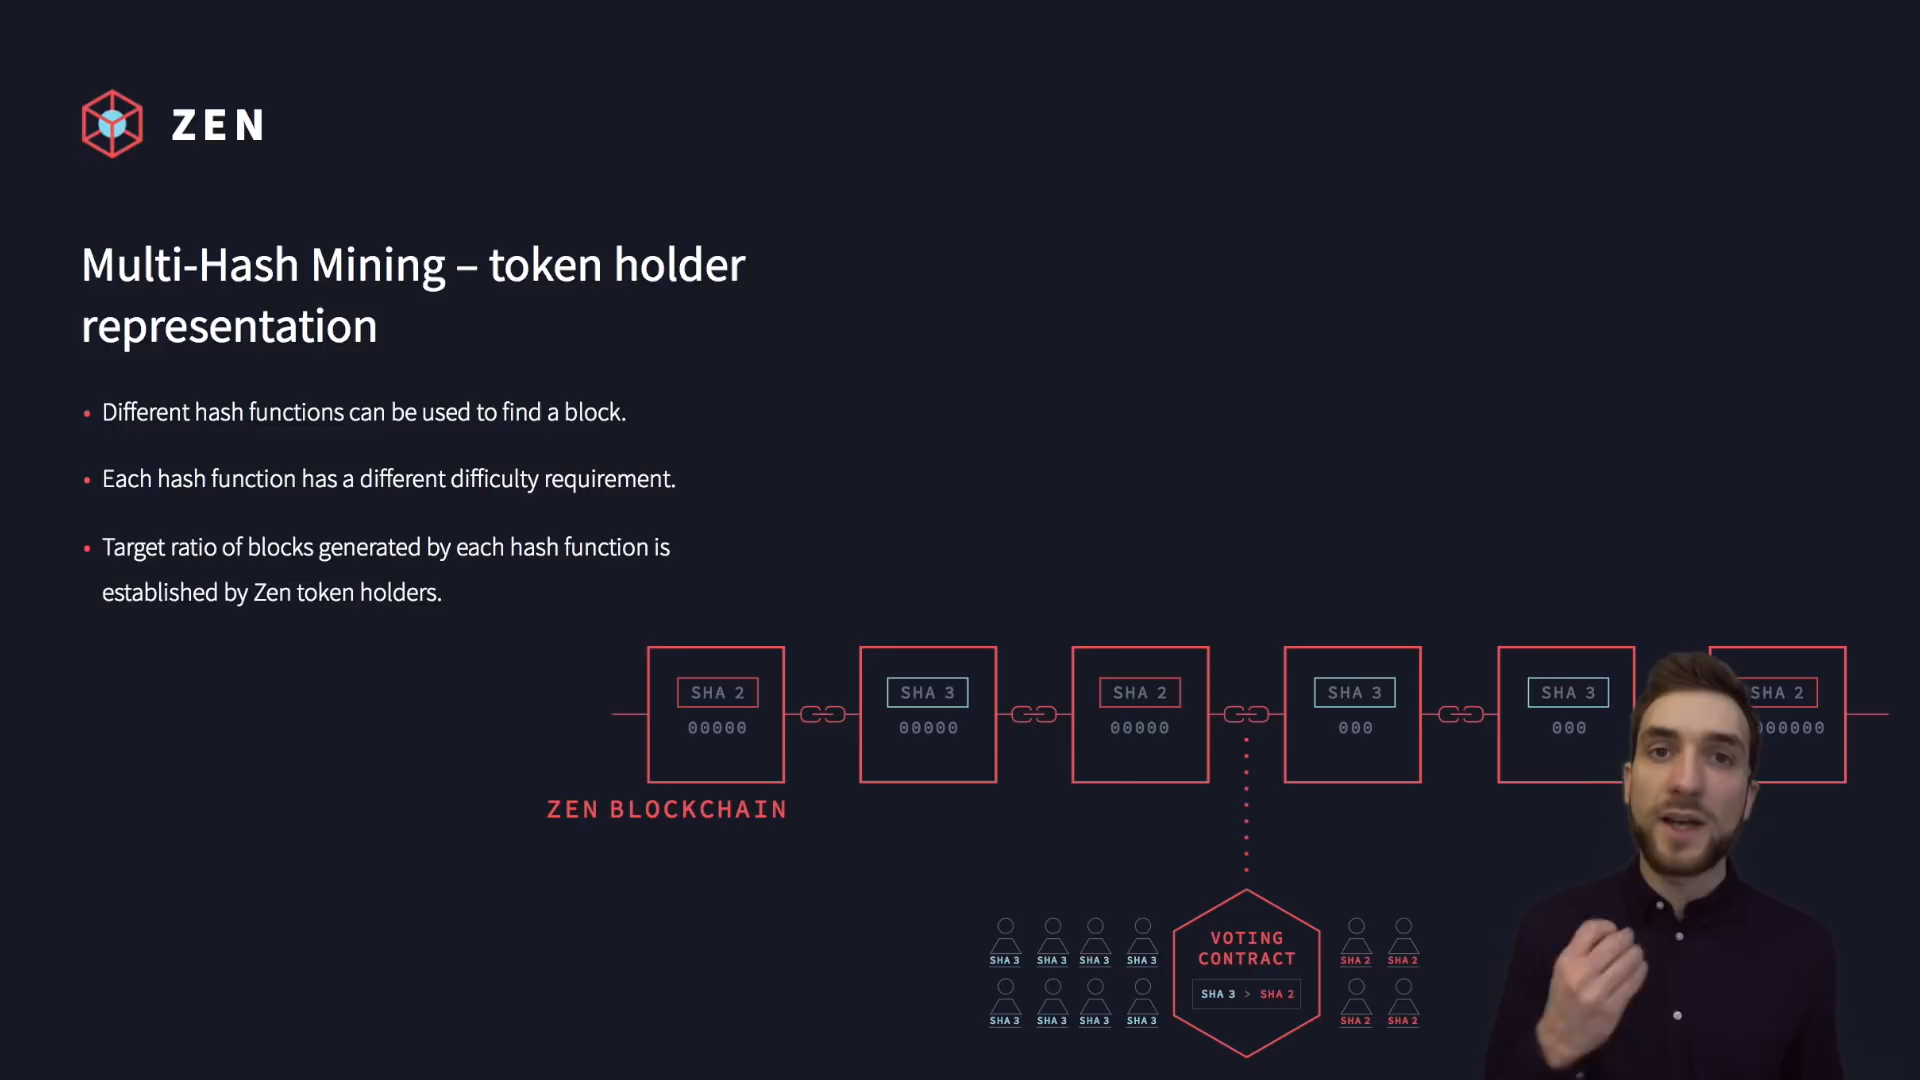 ZEN
Multi-Hash Mining – token holder
representation
• Different hash functions can be used to find a block.
• Each hash function has a different difficulty requirement.
• Target ratio of blocks generated by each hash function is
established by Zen token holders.
SHA 2
00000
SHA 3
00000
SHA 2
00000
SHA 3
000
SHA 3
000
SHA 2
000000
ZEN BLOCKCHAIN
VOTING
CONTRACT
SHA 3 > SHA 2
SHA 3 SHA 3 SHA 3 SHA 3
SHA 3 SHA 3 SHA 3 SHA 3
SHA 2 SHA 2
SHA 2 SHA 2